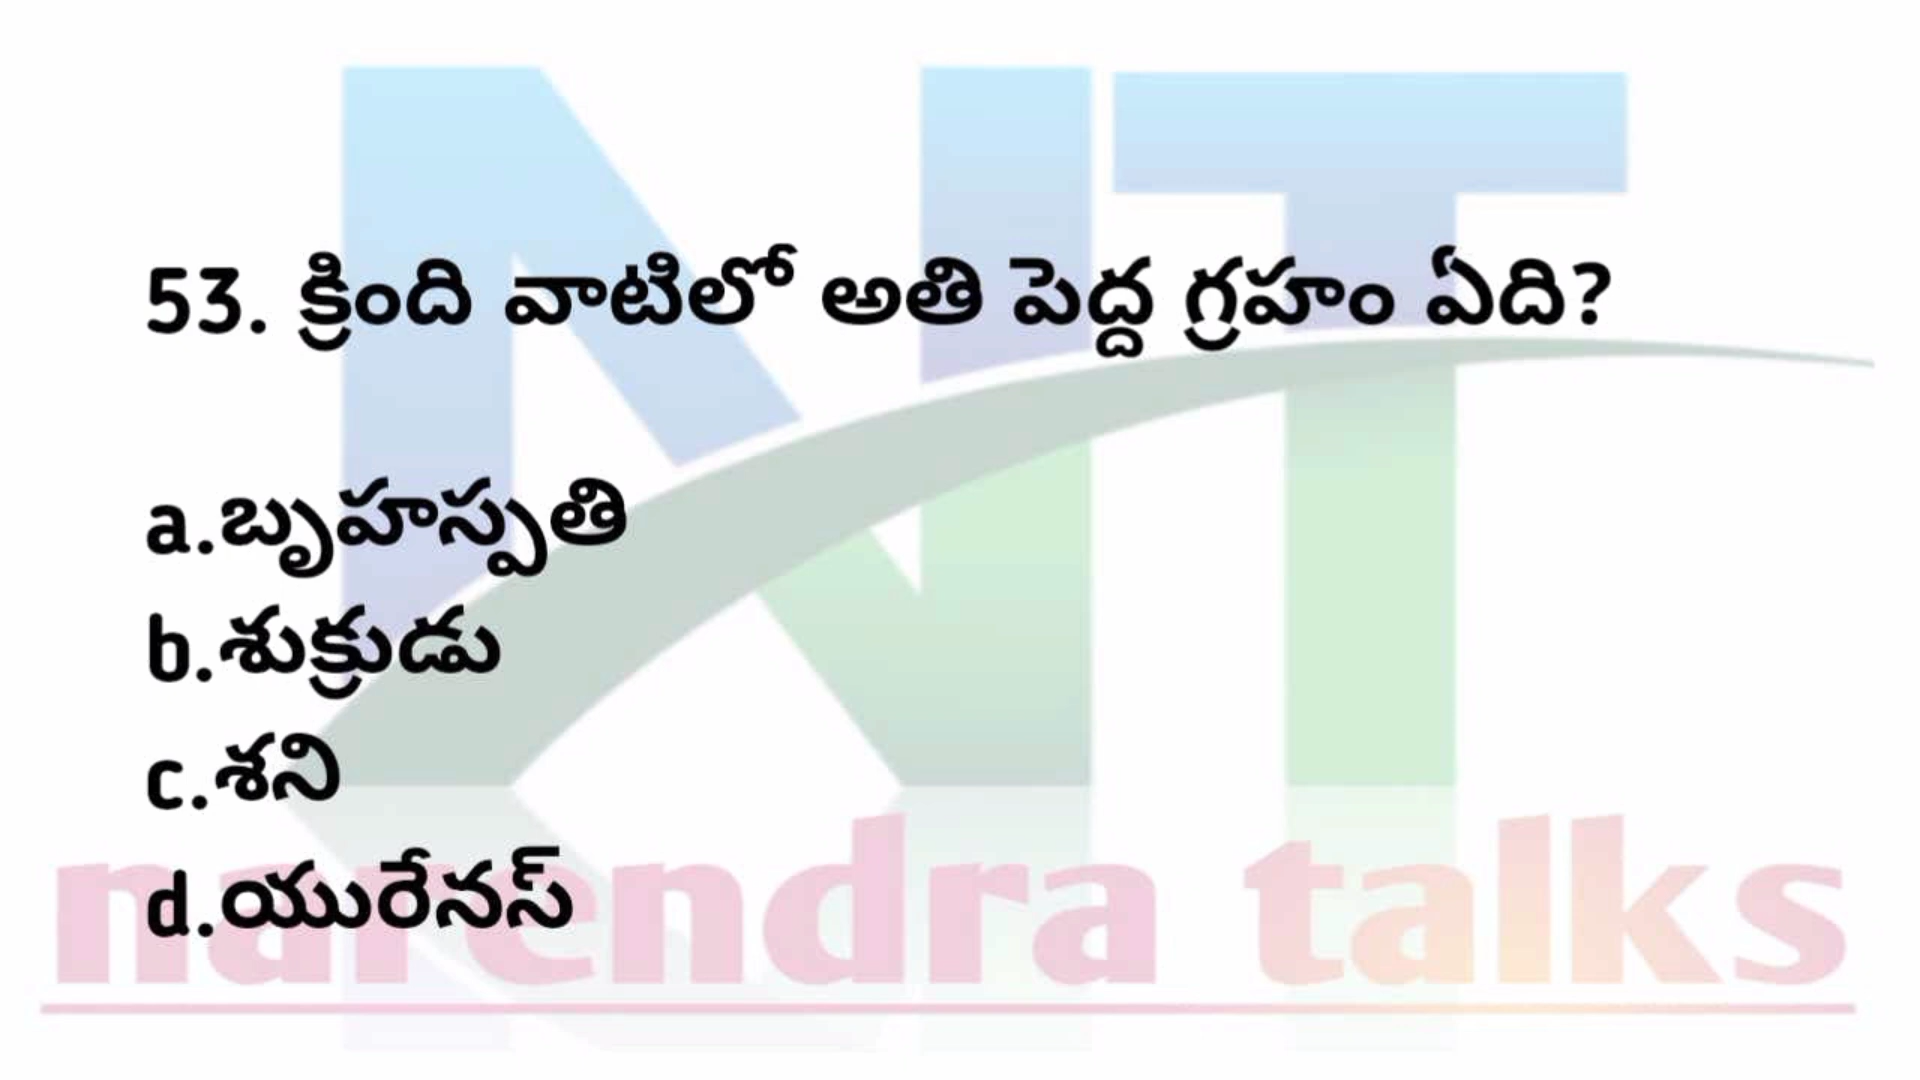 53. క్రింది వాటిలో అతి పెద్ద గ్రహం ఏది?
a.బృహస్పతి
b.శుక్రుడు
c.శని
d.యురేనస్
NT
narendra talks